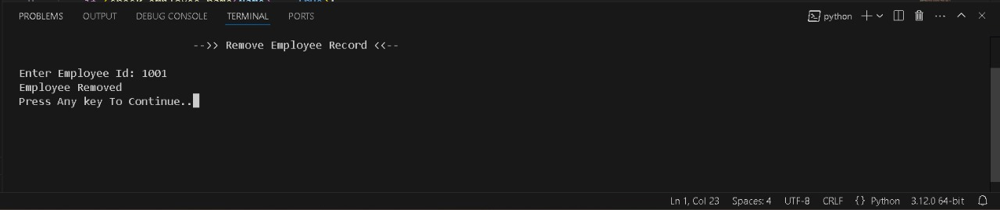 PROBLEMS OUTPUT DEBUG CONSOLE TERMINAL PORTS python
-->> Remove Employee Record <<--
Enter Employee Id: 1001
Employee Removed
Press Any key To Continue..
Ln 1, Col 23 Spaces: 4 UTF-8 CRLF {} Python 3.12.0 64-bit